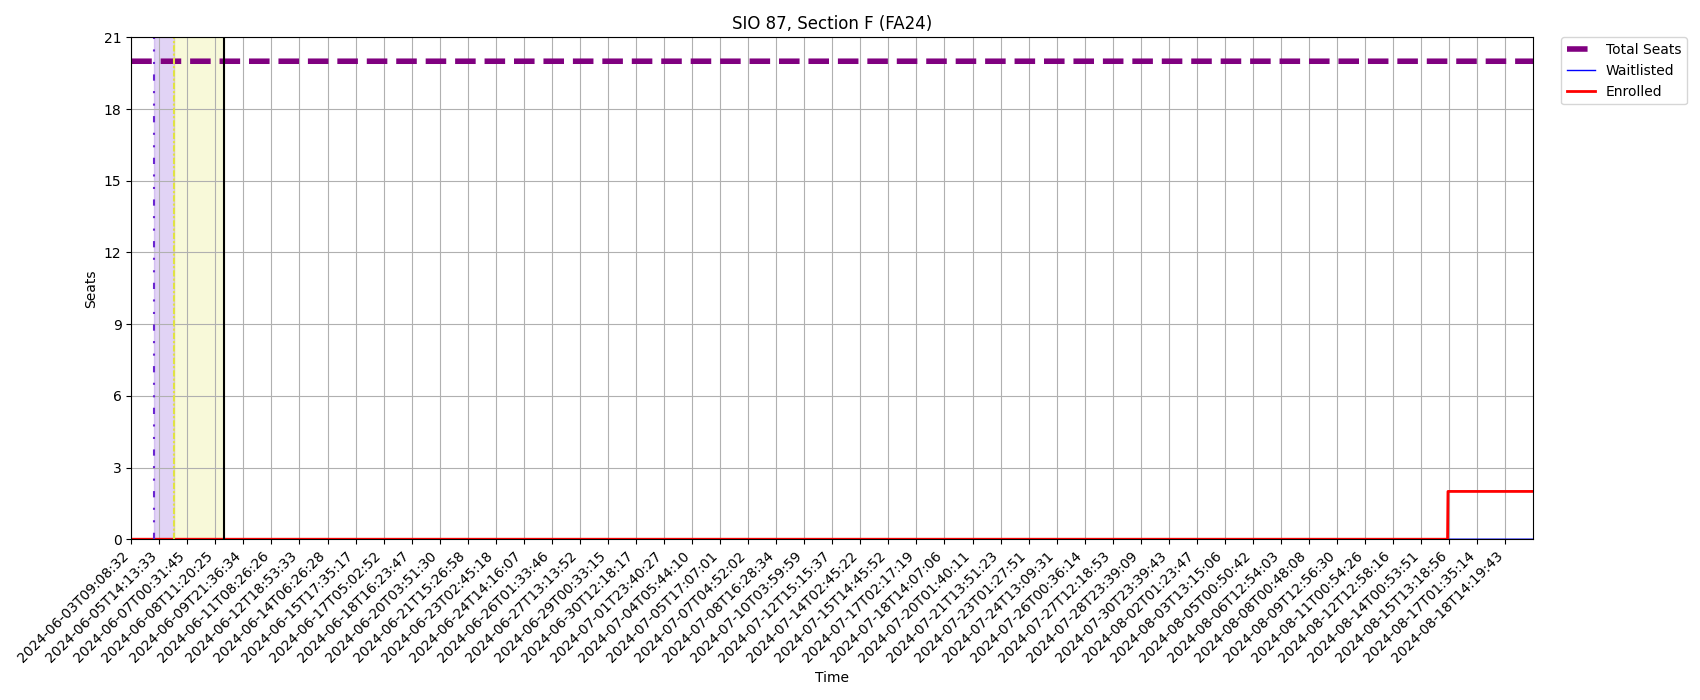 SIO 87, Section F (FA24)
Total Seats
Waitlisted
Enrolled
Seats
21
18
15
12
9
6
3
0
2024-06-03T09:08:32
2024-06-05T14:13:33
2024-06-07T00:31:45
2024-06-08T11:20:25
2024-06-09T21:36:34
2024-06-11T08:26:26
2024-06-12T18:53:33
2024-06-14T06:26:28
2024-06-15T17:35:17
2024-06-17T05:02:52
2024-06-18T16:23:47
2024-06-20T03:51:30
2024-06-21T15:26:58
2024-06-23T02:45:18
2024-06-24T14:16:07
2024-06-26T01:33:46
2024-06-27T13:13:52
2024-06-29T00:33:15
2024-06-30T12:18:17
2024-07-01T23:40:27
2024-07-04T05:44:10
2024-07-05T17:07:01
2024-07-07T04:52:02
2024-07-08T16:28:34
2024-07-10T03:59:59
2024-07-12T15:15:37
2024-07-14T02:45:22
2024-07-15T14:45:52
2024-07-17T02:17:19
2024-07-18T14:07:06
2024-07-20T01:40:11
2024-07-21T13:51:23
2024-07-23T01:27:51
2024-07-24T13:09:31
2024-07-26T00:36:14
2024-07-27T12:18:53
2024-07-28T23:39:09
2024-07-30T23:39:43
2024-08-02T01:23:47
2024-08-03T13:15:06
2024-08-05T00:50:42
2024-08-06T12:54:03
2024-08-08T00:48:08
2024-08-09T12:56:30
2024-08-11T00:54:26
2024-08-12T12:58:16
2024-08-14T00:53:51
2024-08-15T13:18:56
2024-08-17T01:35:14
2024-08-18T14:19:43
Time